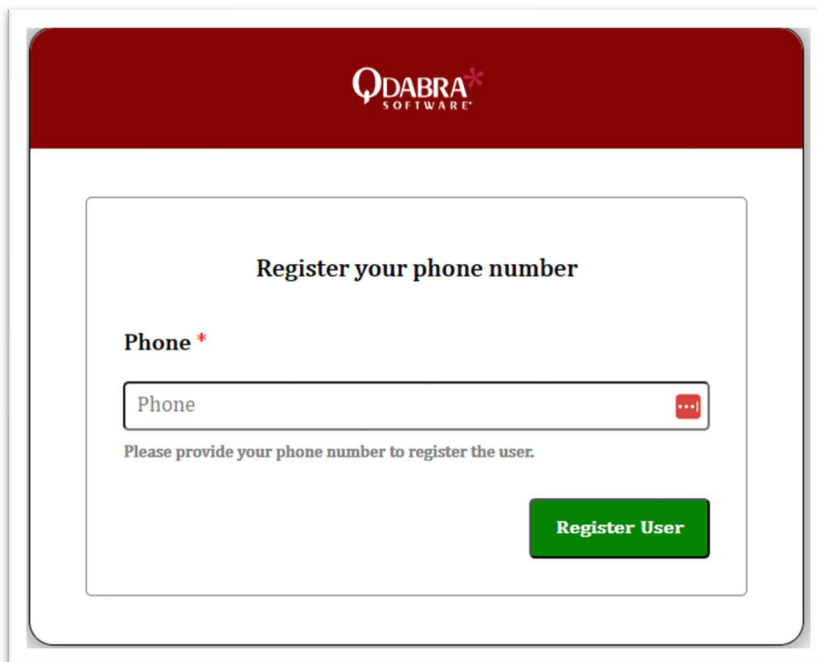 QDABRA*
SOFTWARE
Register your phone number
Phone *
Phone
Please provide your phone number to register the user.
Register User